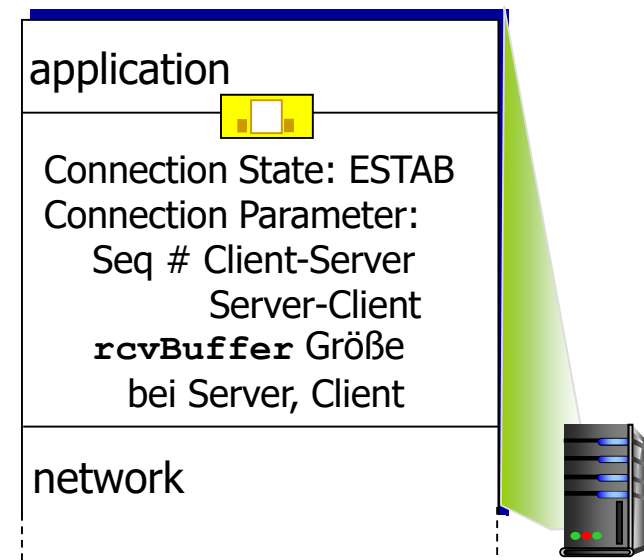 application
Connection State: ESTAB
Connection Parameter:
Seq # Client-Server
Server-Client
rcvBuffer Größe
bei Server, Client
network